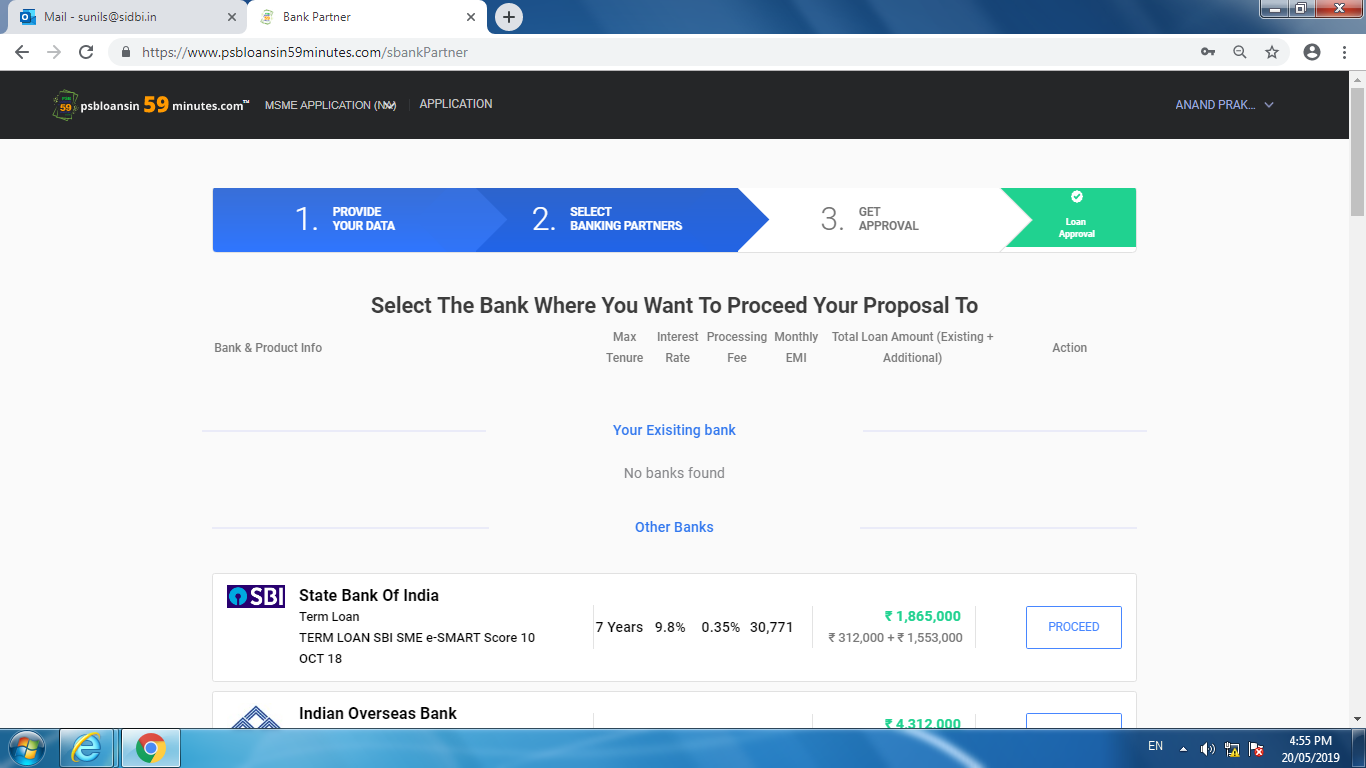 Mail - sunils@sidbi.in
Bank Partner
https://www.psbloansin59minutes.com/sbankPartner
PSB 59 psbloansin 59 minutes.com™
MSME APPLICATION
APPLICATION
ANAND PRAK...
1. PROVIDE
YOUR DATA
2. SELECT
BANKING PARTNERS
3. GET
APPROVAL
Loan
Approval
Select The Bank Where You Want To Proceed Your Proposal To
Bank & Product Info
Max
Tenure
Interest
Rate
Processing
Fee
Monthly
EMI
Total Loan Amount (Existing +
Additional)
Action
Your Exisiting bank
No banks found
Other Banks
SBI
State Bank Of India
Term Loan
TERM LOAN SBI SME e-SMART Score 10
OCT 18
7 Years 9.8% 0.35% 30,771
₹ 1,865,000
₹ 312,000 + ₹ 1,553,000
PROCEED
Indian Overseas Bank
₹ 4,312,000
EN
4:55 PM
20/05/2019